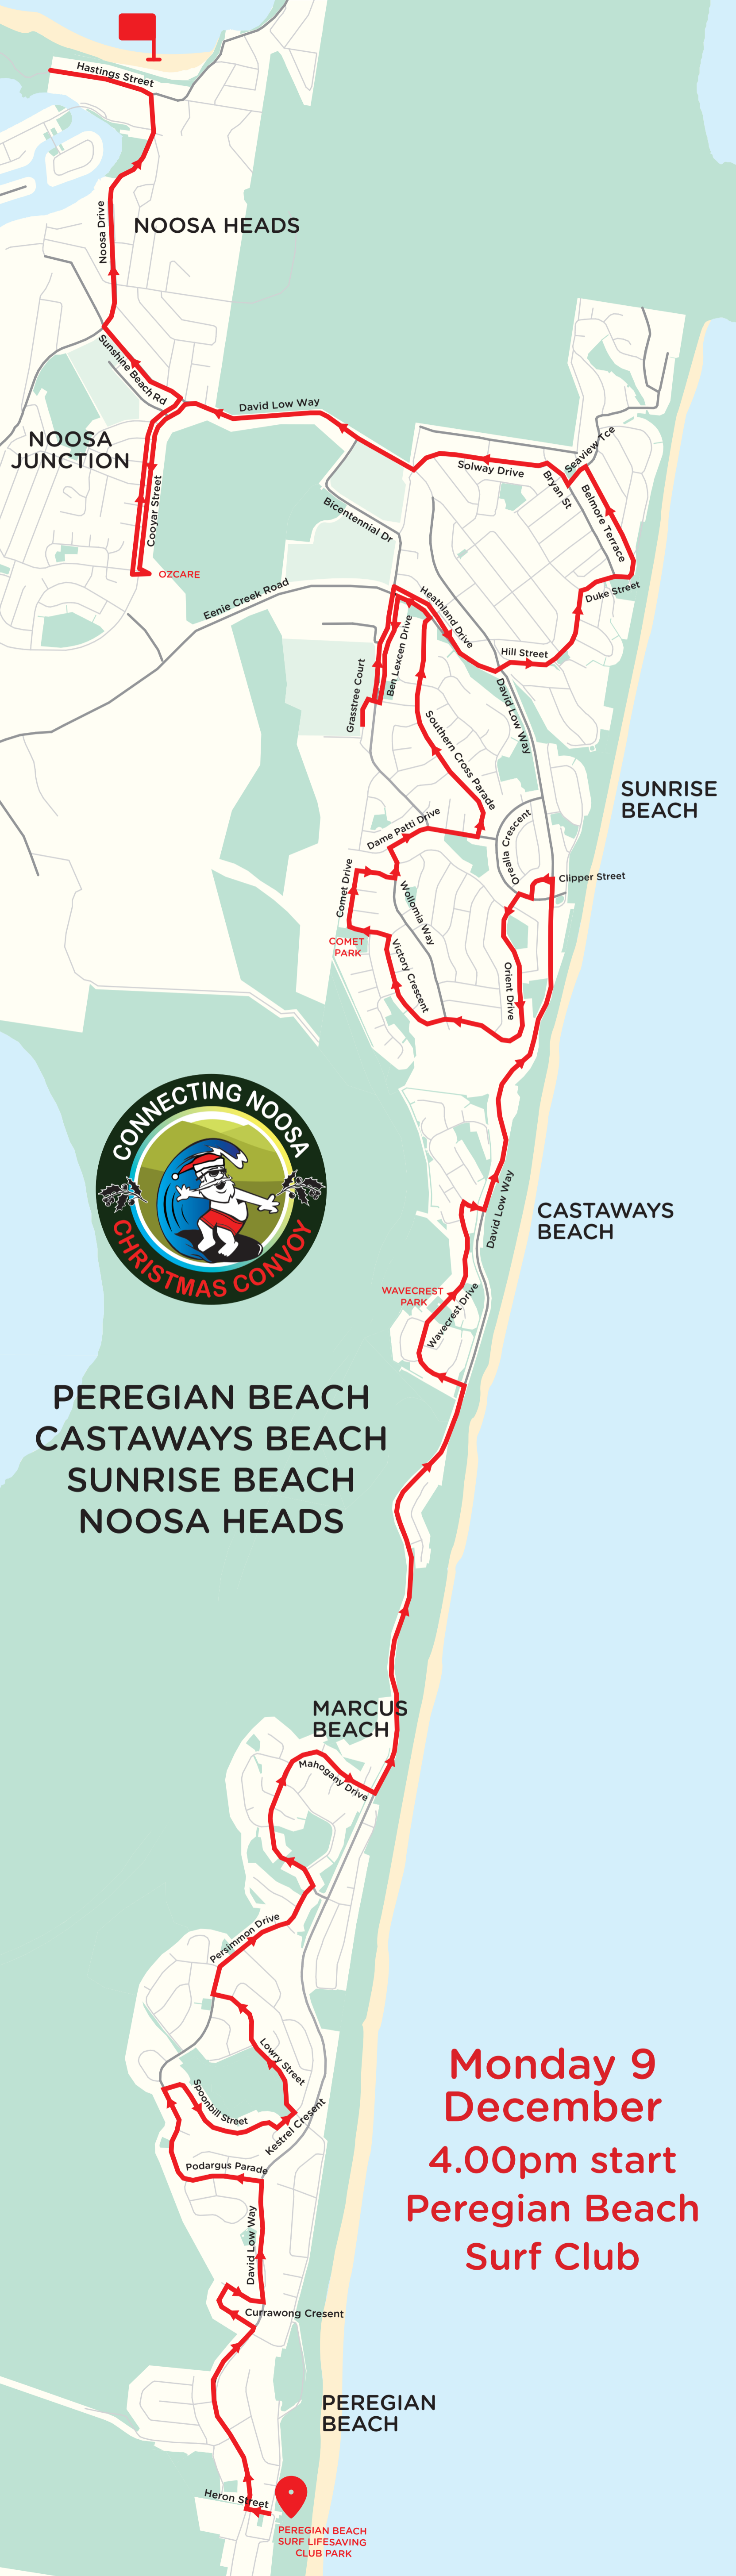 Hastings Street
Noosa Drive
NOOSA HEADS
Sunshine Beach Rd
David Low Way
NOOSA
JUNCTION
Cooyar Street
OZCARE
Seaview Tce
Solway Drive
Bryan St
Belmore Terrace
Bicentennial Dr
Duke Street
Eenie Creek Road
Heathland Drive
Ben Lexcen Drive
Hill Street
Grasstree Court
David Low Way
Southern Cross Parade
SUNRISE
BEACH
Dame Patti Drive
Orealla Crescent
Clipper Street
Comet Drive
Wollomia Way
COMET
PARK
Victory Crescent
Orient Drive
CONNECTING NOOSA
CHRISTMAS CONVOY
David Low Way
CASTAWAYS
BEACH
WAVECREST
PARK
Wavecrest Drive
PEREGIAN BEACH
CASTAWAYS BEACH
SUNRISE BEACH
NOOSA HEADS
MARCUS
BEACH
Mahogany Drive
Persimmon Drive
Lowry Street
Spoonbill Street
Kestrel Cresent
Monday 9
December
4.00pm start
Peregian Beach
Surf Club
Podargus Parade
David Low Way
Currawong Cresent
PEREGIAN
BEACH
Heron Street
PEREGIAN BEACH
SURF LIFESAVING
CLUB PARK